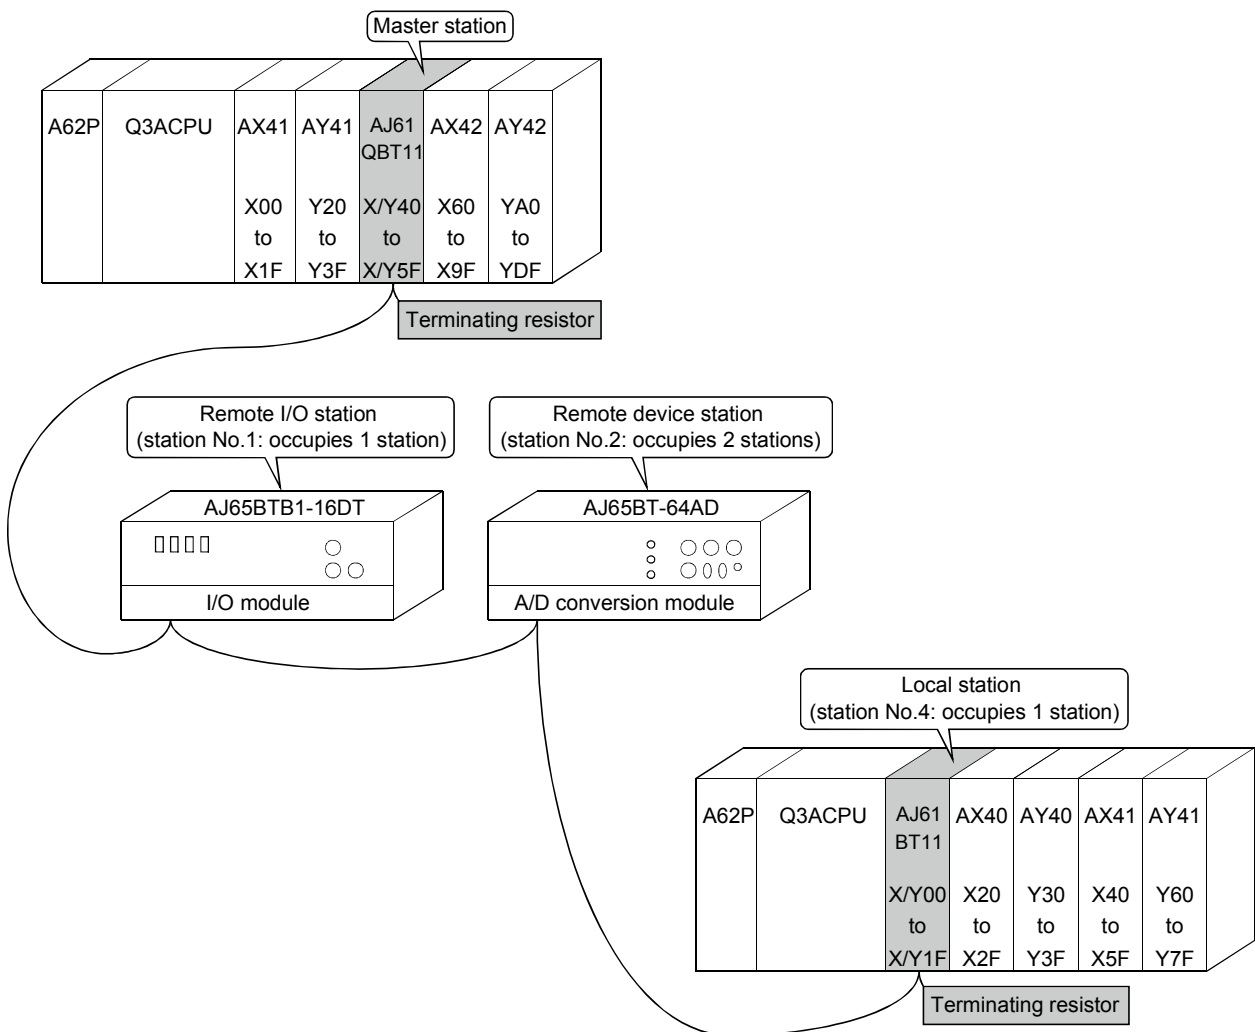 Master station
A62P Q3ACPU AX41 AY41 AJ61 AX42 AY42
QBT11
X00 Y20 X/Y40 X60 YA0
to to to to to
X1F Y3F X/Y5F X9F YDF
Terminating resistor
Remote I/O station
(station No.1: occupies 1 station)
Remote device station
(station No.2: occupies 2 stations)
AJ65BTB1-16DT
I/O module
AJ65BT-64AD
A/D conversion module
Local station
(station No.4: occupies 1 station)
A62P Q3ACPU AJ61 AX40 AY40 AX41 AY41
BT11
X/Y00 X20 Y30 X40 Y60
to to to to to
X/Y1F X2F Y3F X5F Y7F
Terminating resistor